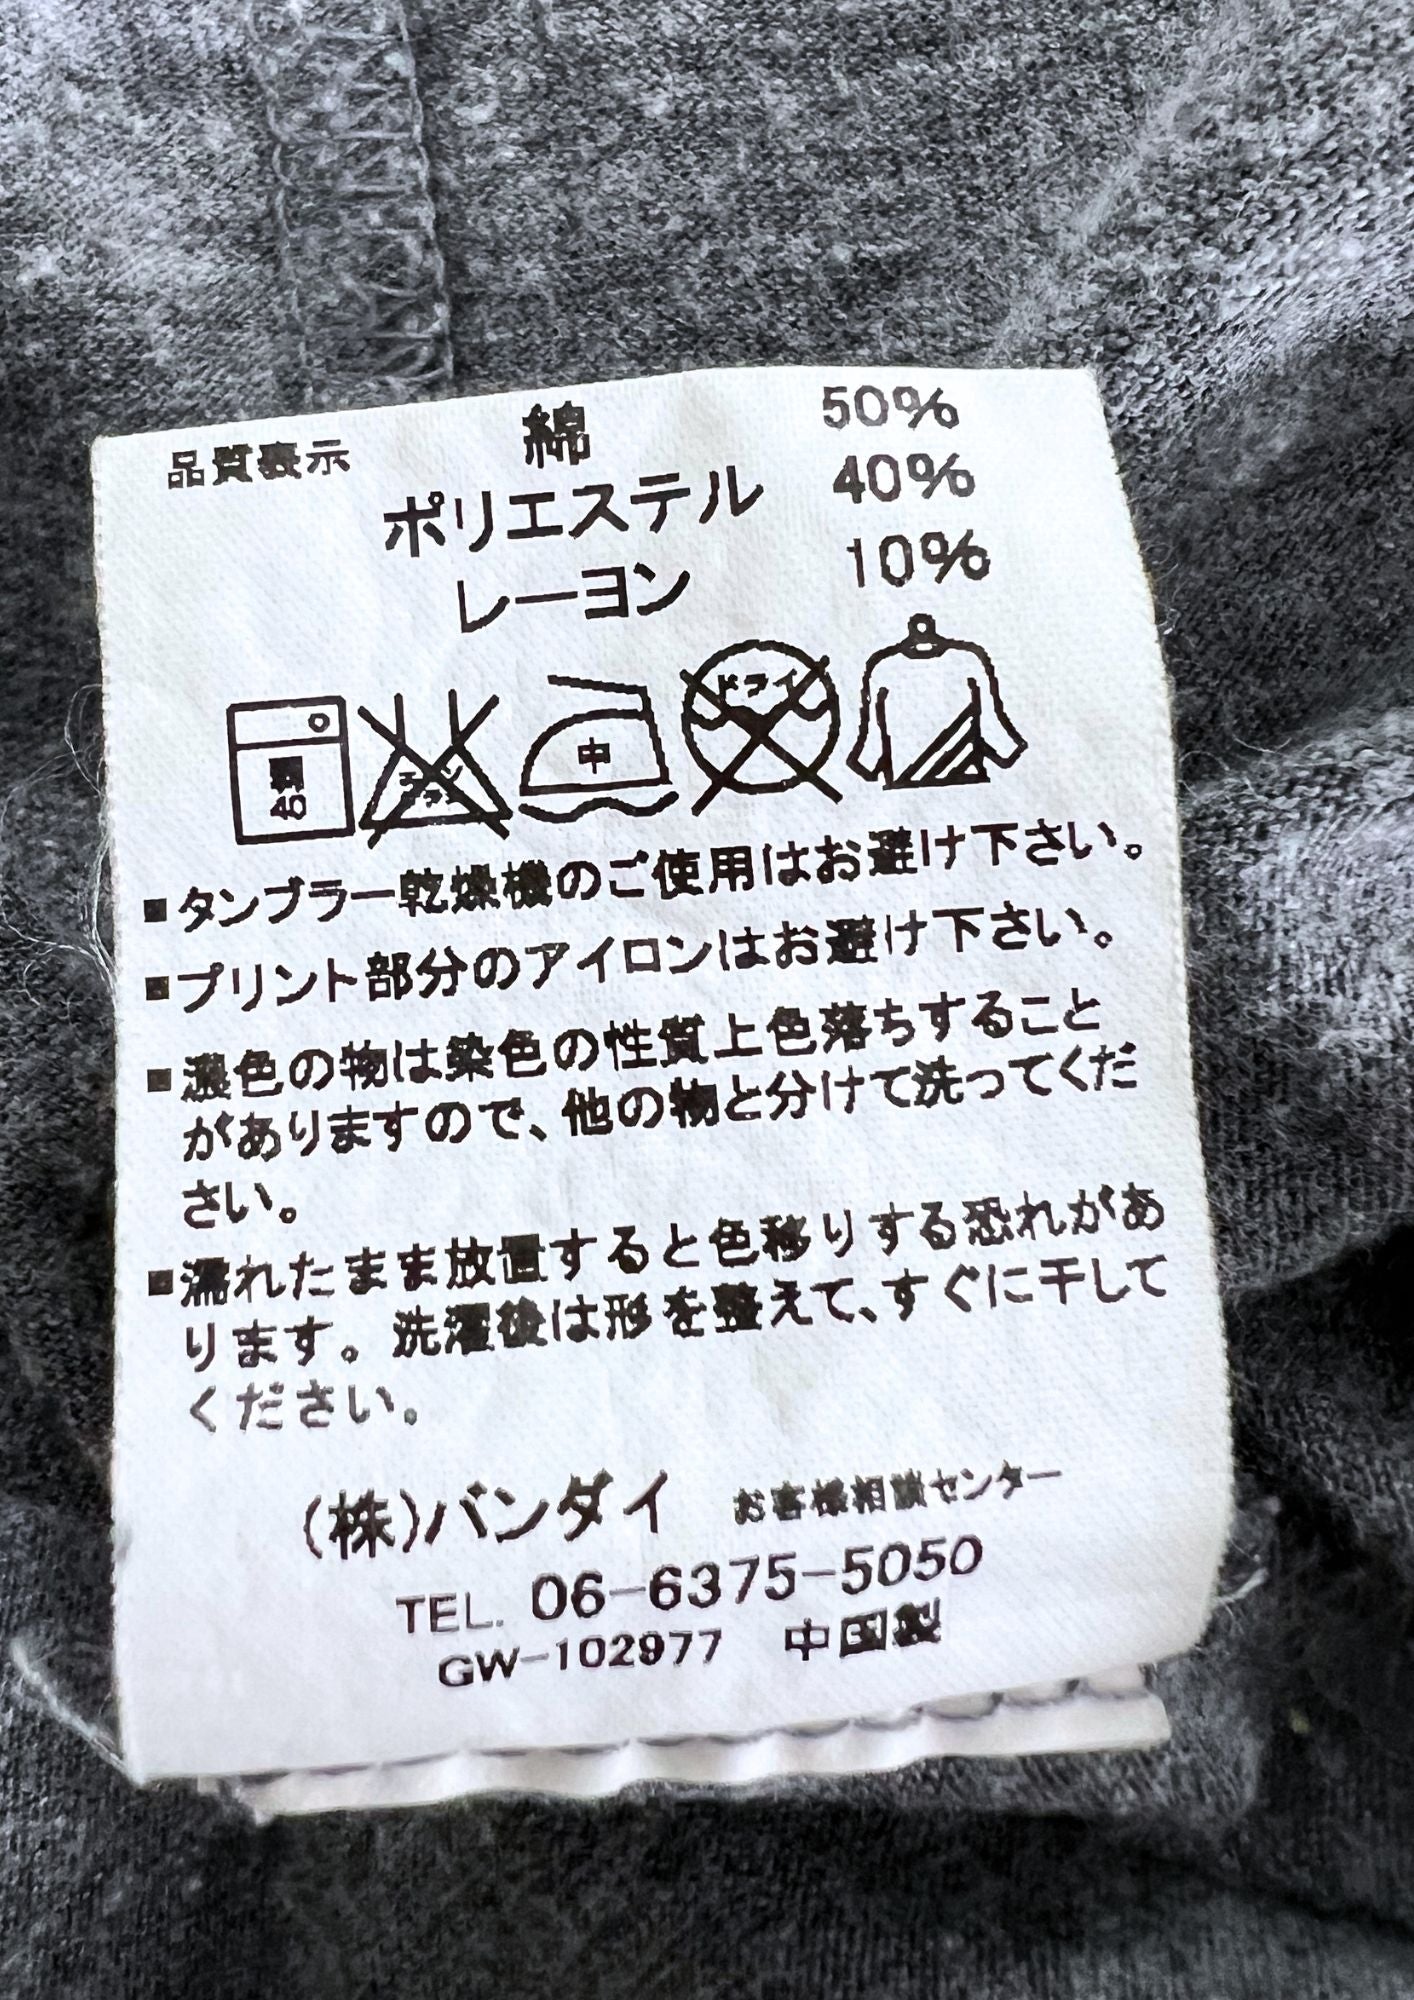 品質表示 綿 50%
ポリエステル 40%
レーヨン 10%
40 中 ドライ
■タンブラー乾燥機のご使用はお避け下さい。
■プリント部分のアイロンはお避け下さい。
■濃色の物は染色の性質上色落ちすること
がありますので、他の物と分けて洗ってくだ
さい。
■濡れたまま放置すると色移りする恐れがあ
ります。洗濯後は形を整えて、すぐに干して
ください。
(株)バンダイ お客様相談センター
TEL. 06-6375-5050
GW-102977 中国製